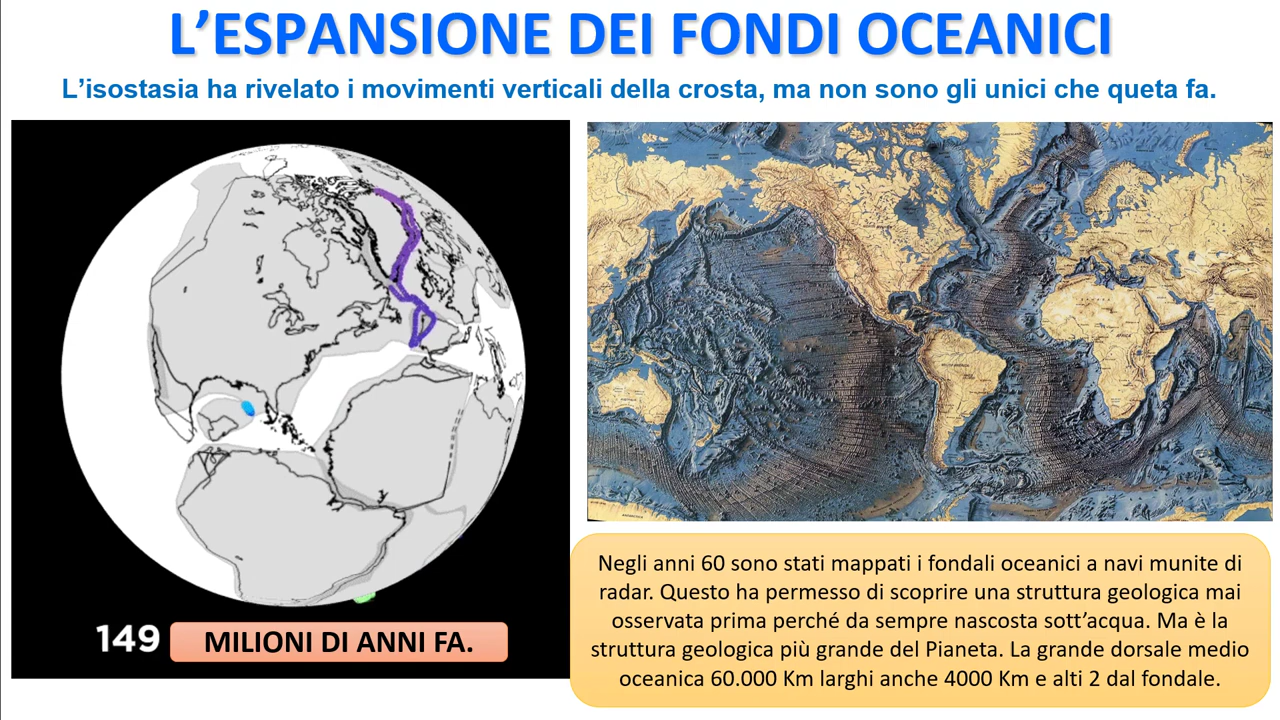 L’ESPANSIONE DEI FONDI OCEANICI
L’isostasia ha rivelato i movimenti verticali della crosta, ma non sono gli unici che queta fa.
149 MILIONI DI ANNI FA.
Negli anni 60 sono stati mappati i fondali oceanici a navi munite di
radar. Questo ha permesso di scoprire una struttura geologica mai
osservata prima perché da sempre nascosta sott’acqua. Ma è la
struttura geologica più grande del Pianeta. La grande dorsale medio
oceanica 60.000 Km larghi anche 4000 Km e alti 2 dal fondale.